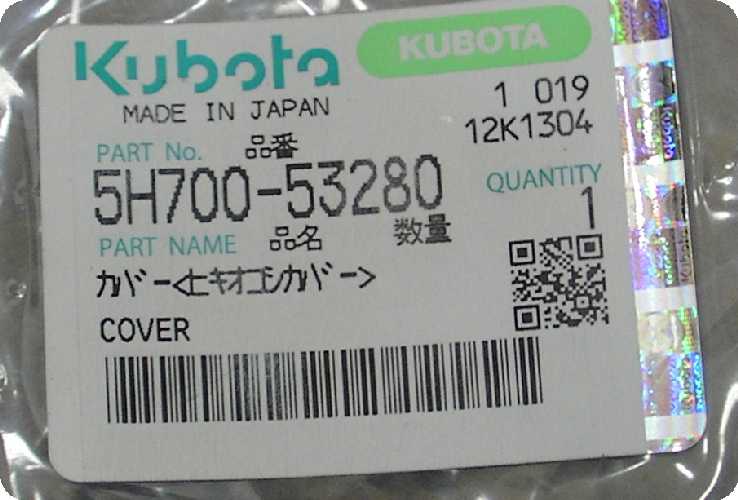 Kubota KUBOTA
MADE IN JAPAN 1 019
12K1304
PART No. 品番
5H700-53280 QUANTITY
PART NAME 品名 数量 1
カバー<ヒキオコシカバー>
COVER